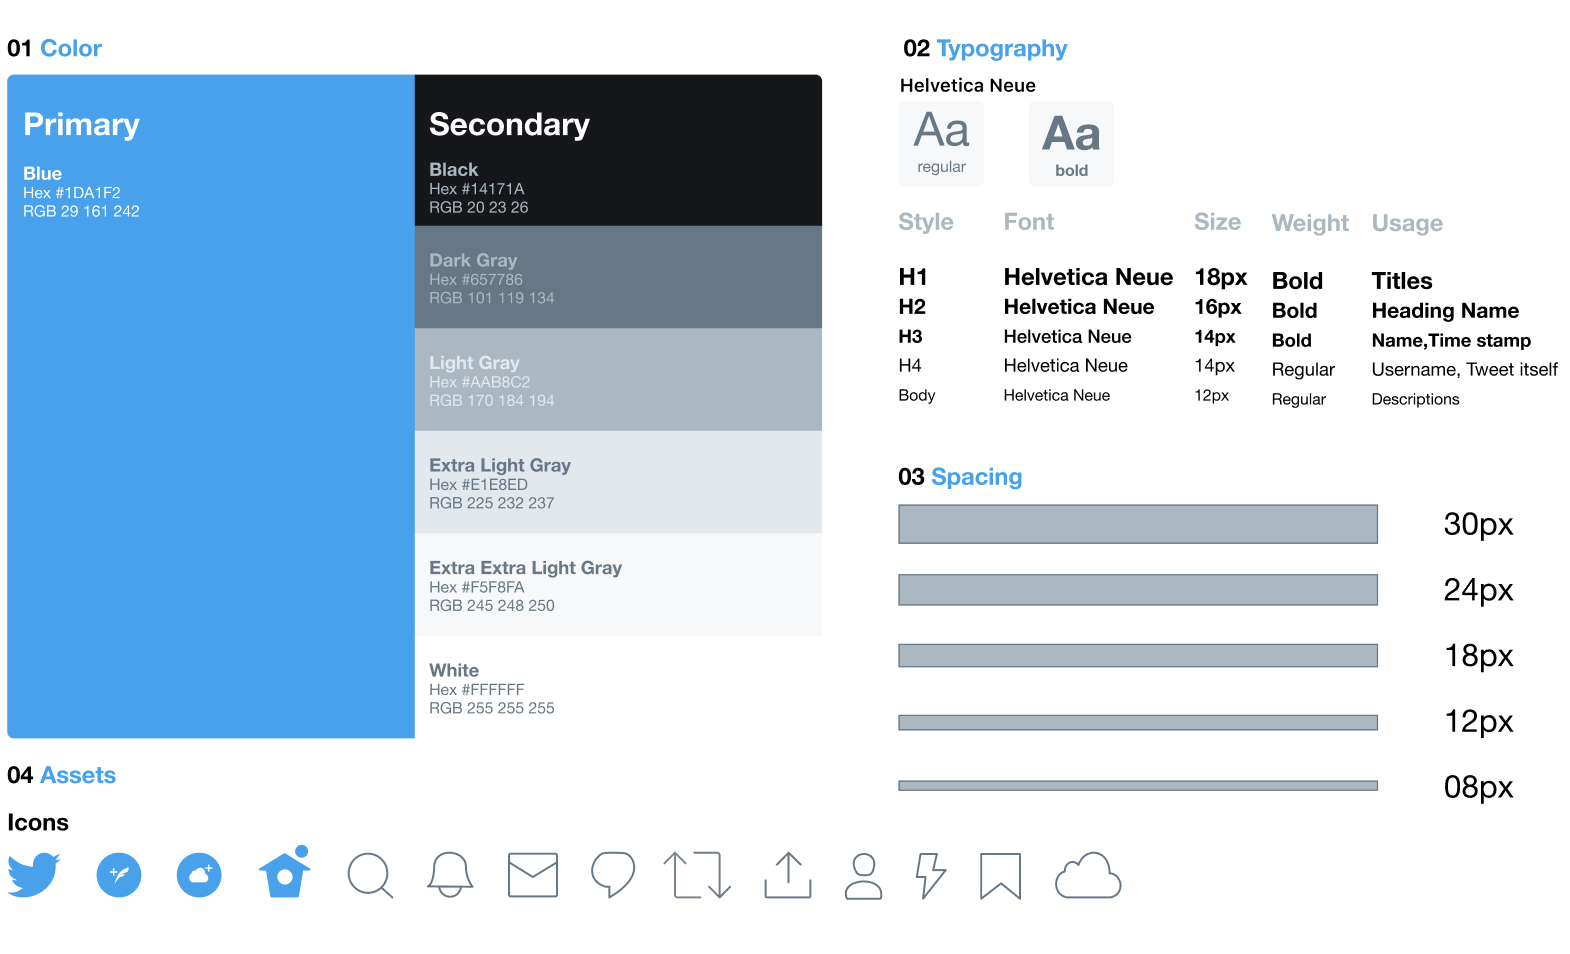 01 Color
Primary
Blue
Hex #1DA1F2
RGB 29 161 242
Secondary
Black
Hex #14171A
RGB 20 23 26
Dark Gray
Hex #657786
RGB 101 119 134
Light Gray
Hex #AAB8C2
RGB 170 184 194
Extra Light Gray
Hex #E1E8ED
RGB 225 232 237
Extra Extra Light Gray
Hex #F5F8FA
RGB 245 248 250
White
Hex #FFFFFF
RGB 255 255 255
02 Typography
Helvetica Neue
Aa Aa
regular bold
Style Font Size Weight Usage
H1 Helvetica Neue 18px Bold Titles
H2 Helvetica Neue 16px Bold Heading Name
H3 Helvetica Neue 14px Bold Name,Time stamp
H4 Helvetica Neue 14px Regular Username, Tweet itself
Body Helvetica Neue 12px Regular Descriptions
03 Spacing
30px
24px
18px
12px
08px
04 Assets
Icons